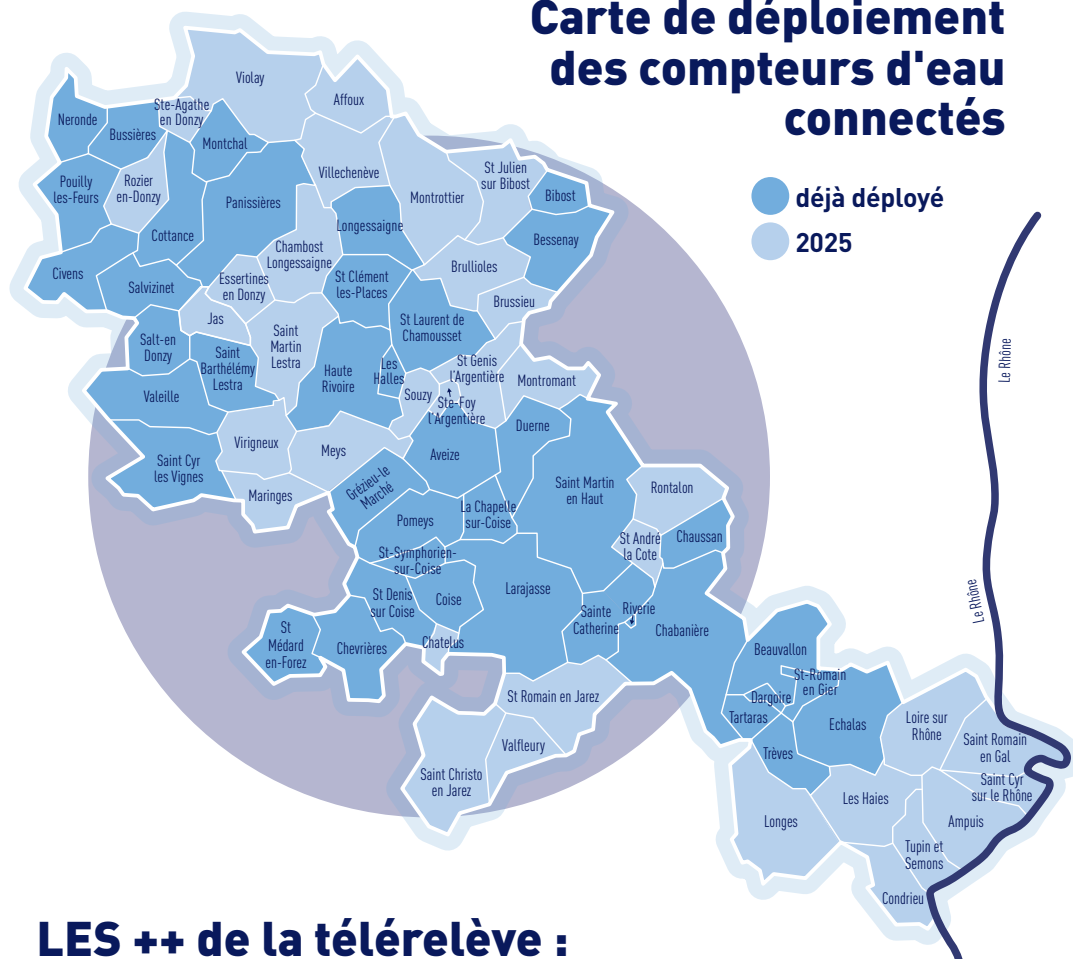 Carte de déploiement
des compteurs d'eau
connectés
déjà déployé
2025
Violay
Affoux
Ste-Agathe
en Donzy
Neronde
Bussières
Montchal
Villechenève
St Julien
sur Bibost
Pouilly
les-Feurs
Rozier
en-Donzy
Panissières
Montrottier
Bibost
Longessaigne
Cottance
Bessenay
Chambost
Longessaigne
Civens
Salvizinet
Essertines
en Donzy
St Clément
les-Places
Brullioles
Brussieu
Jas
Saint
Martin
Lestra
St Laurent de
Chamousset
Salt-en
Donzy
Saint
Barthélémy
Lestra
Haute
Rivoire
Les
Halles
St Genis
l'Argentière
Montromant
Souzy
Ste-Foy
l'Argentière
Valeille
Duerne
Virigneux
Meys
Aveize
Saint Cyr
les Vignes
Maringes
Grézieu-le
Marché
Saint Martin
en Haut
Rontalon
La Chapelle
sur-Coise
Pomeys
St André
la Cote
Chaussan
St-Symphorien-
sur-Coise
St Denis
sur Coise
Coise
Larajasse
Sainte
Catherine
Riverie
Chabanière
St
Médard
en-Forez
Chevrières
Chatelus
Beauvallon
St-Romain
en Gier
St Romain en Jarez
Dargoire
Tartaras
Echalas
Loire sur
Rhône
Valfleury
Trèves
Saint Romain
en Gal
Saint Christo
en Jarez
Saint Cyr
sur le Rhône
Les Haies
Longes
Ampuis
Tupin et
Semons
Condrieu
Le Rhône
Le Rhône
LES ++ de la télérelève :